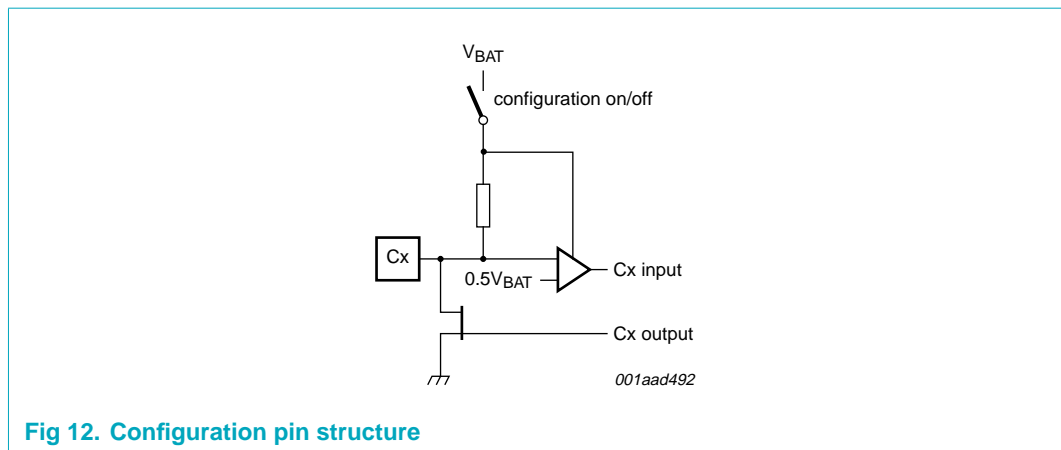 VBAT
configuration on/off
Cx
0.5VBAT
Cx input
Cx output
001aad492
Fig 12. Configuration pin structure